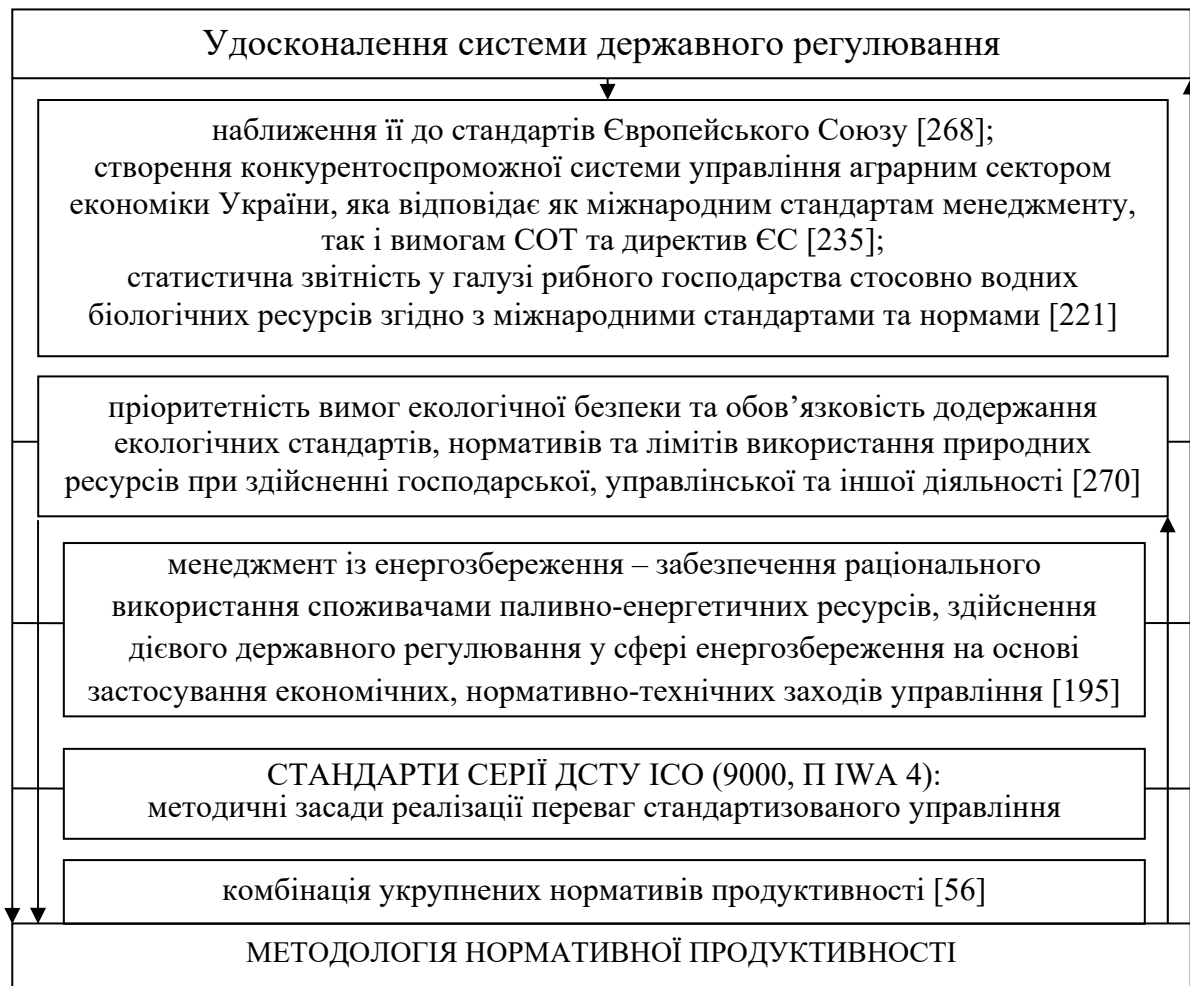 Удосконалення системи державного регулювання
наближення її до стандартів Європейського Союзу [268];
створення конкурентоспроможної системи управління аграрним сектором
економіки України, яка відповідає як міжнародним стандартам менеджменту,
так і вимогам СОТ та директив ЄС [235];
статистична звітність у галузі рибного господарства стосовно водних
біологічних ресурсів згідно з міжнародними стандартами та нормами [221]
пріоритетність вимог екологічної безпеки та обов’язковість додержання
екологічних стандартів, нормативів та лімітів використання природних
ресурсів при здійсненні господарської, управлінської та іншої діяльності [270]
менеджмент із енергозбереження – забезпечення раціонального
використання споживачами паливно-енергетичних ресурсів, здійснення
дієвого державного регулювання у сфері енергозбереження на основі
застосування економічних, нормативно-технічних заходів управління [195]
СТАНДАРТИ СЕРІЇ ДСТУ ІСО (9000, П IWA 4):
методичні засади реалізації переваг стандартизованого управління
комбінація укрупнених нормативів продуктивності [56]
МЕТОДОЛОГІЯ НОРМАТИВНОЇ ПРОДУКТИВНОСТІ